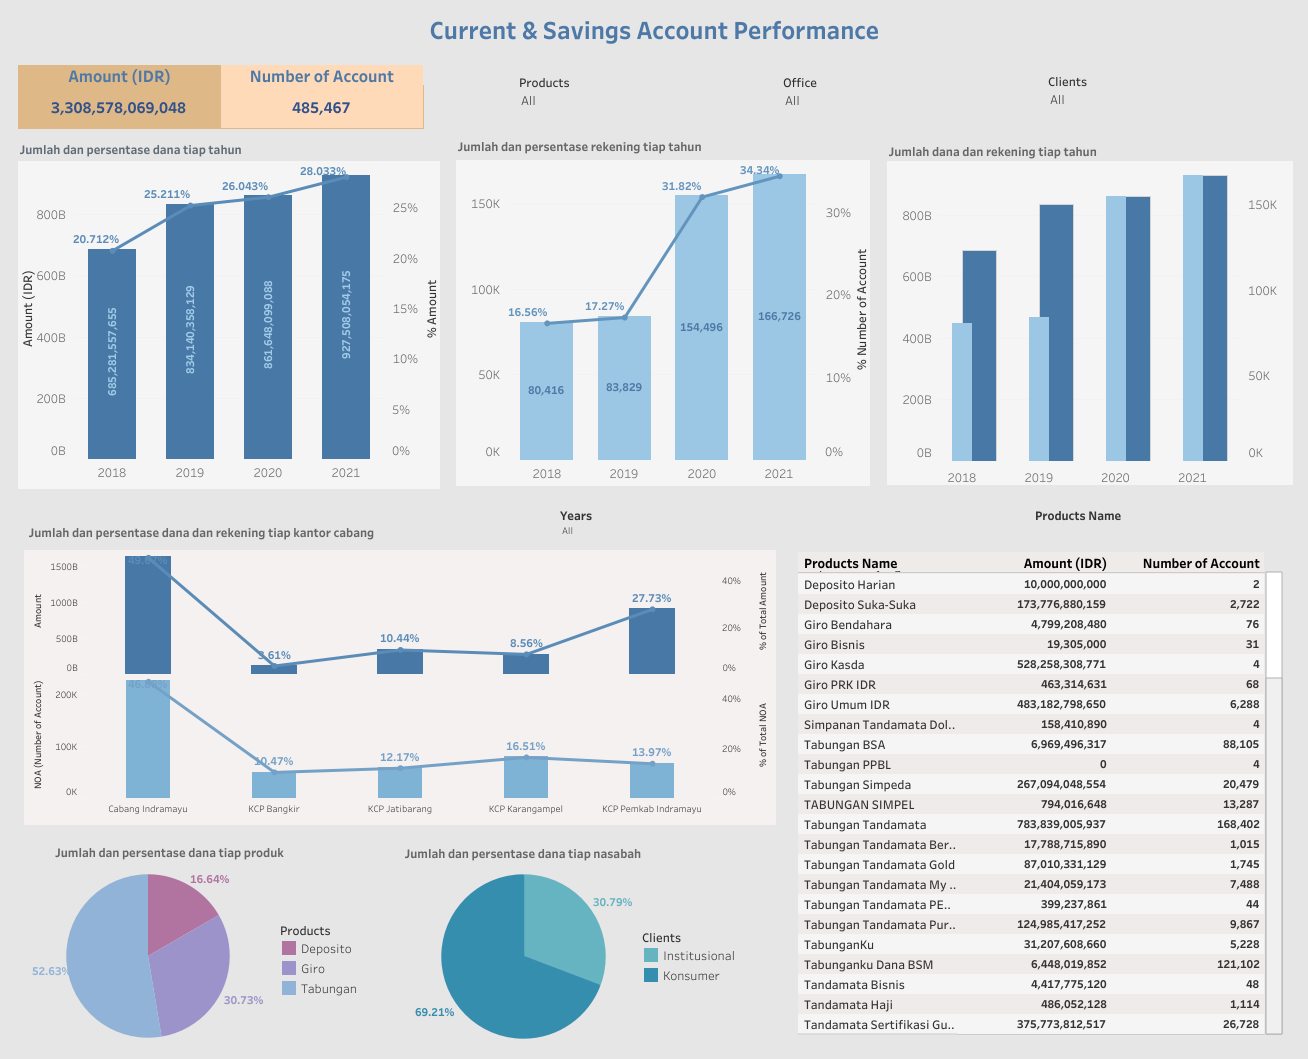 Current & Savings Account Performance
Amount (IDR) Number of Account
3,308,578,069,048 485,467
Products Office Clients
All All All
Jumlah dan persentase dana tiap tahun
Amount (IDR)
800B
600B
400B
200B
0B
20.712% 25.211% 26.043% 28.033%
685,281,557,655 834,140,358,129 861,648,099,088 927,508,054,175
25%
20%
15%
10%
5%
0%
% Amount
2018 2019 2020 2021
Jumlah dan persentase rekening tiap tahun
150K
100K
50K
0K
16.56% 17.27% 31.82% 34.34%
80,416 83,829 154,496 166,726
30%
20%
10%
0%
% Number of Account
2018 2019 2020 2021
Jumlah dana dan rekening tiap tahun
800B
600B
400B
200B
0B
150K
100K
50K
0K
2018 2019 2020 2021
Jumlah dan persentase dana dan rekening tiap kantor cabang
Years
All
Amount
1500B
1000B
500B
0B
3.61% 10.44% 8.56% 27.73%
40%
20%
0%
% of Total Amount
NOA (Number of Account)
200K
100K
0K
10.47% 12.17% 16.51% 13.97%
40%
20%
0%
% of Total NOA
Cabang Indramayu KCP Bangkir KCP Jatibarang KCP Karangampel KCP Pemkab Indramayu
Products Name
Products Name Amount (IDR) Number of Account
Deposito Harian 10,000,000,000 2
Deposito Suka-Suka 173,776,880,159 2,722
Giro Bendahara 4,799,208,480 76
Giro Bisnis 19,305,000 31
Giro Kasda 528,258,308,771 4
Giro PRK IDR 463,314,631 68
Giro Umum IDR 483,182,798,650 6,288
Simpanan Tandamata Dol.. 158,410,890 4
Tabungan BSA 6,969,496,317 88,105
Tabungan PPBL 0 4
Tabungan Simpeda 267,094,048,554 20,479
TABUNGAN SIMPEL 794,016,648 13,287
Tabungan Tandamata 783,839,005,937 168,402
Tabungan Tandamata Ber.. 17,788,715,890 1,015
Tabungan Tandamata Gold 87,010,331,129 1,745
Tabungan Tandamata My .. 21,404,059,173 7,488
Tabungan Tandamata PE.. 399,237,861 44
Tabungan Tandamata Pur.. 124,985,417,252 9,867
TabunganKu 31,207,608,660 5,228
Tabunganku Dana BSM 6,448,019,852 121,102
Tandamata Bisnis 4,417,775,120 48
Tandamata Haji 486,052,128 1,114
Tandamata Sertifikasi Gu.. 375,773,812,517 26,728
Jumlah dan persentase dana tiap produk
16.64%
52.63%
30.73%
Products
Deposito
Giro
Tabungan
Jumlah dan persentase dana tiap nasabah
30.79%
69.21%
Clients
Institusional
Konsumer